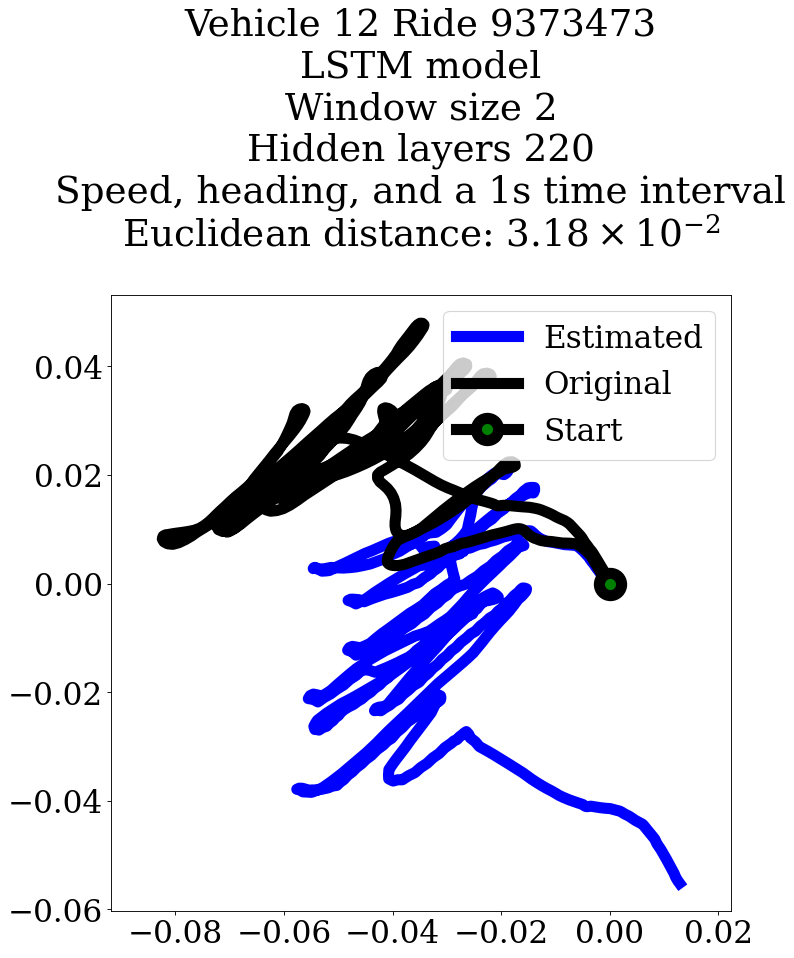 Vehicle 12 Ride 9373473
LSTM model
Window size 2
Hidden layers 220
Speed, heading, and a 1s time interval
Euclidean distance: 3.18 × 10⁻²
Estimated
Original
Start
0.04
0.02
0.00
−0.02
−0.04
−0.06
−0.08 −0.06 −0.04 −0.02 0.00 0.02